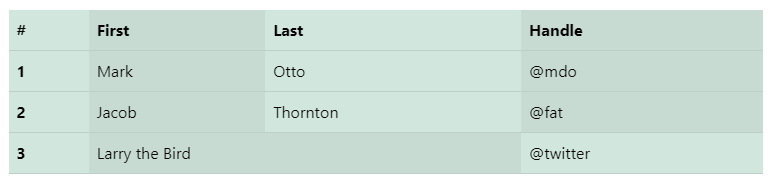 # First Last Handle
1 Mark Otto @mdo
2 Jacob Thornton @fat
3 Larry the Bird @twitter